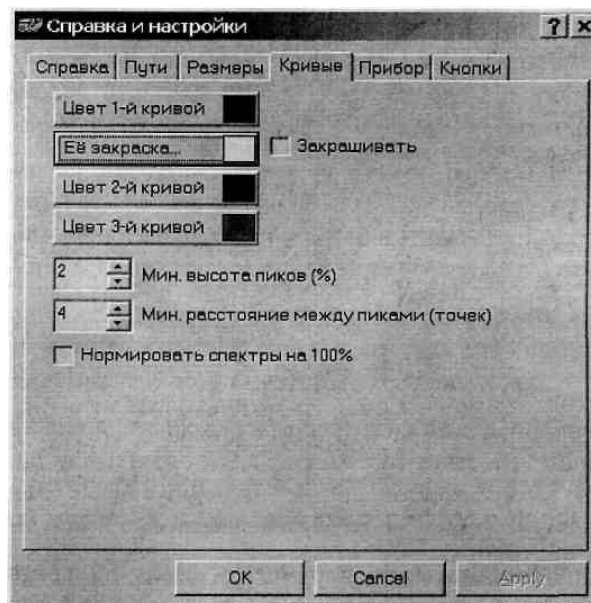 Справка и настройки
Справка Пути Размеры Кривые Прибор Кнопки
Цвет 1-й кривой
Её закраска... Закрашивать
Цвет 2-й кривой
Цвет 3-й кривой
2 Мин. высота пиков (%)
4 Мин. расстояние между пиками (точек)
Нормировать спектры на 100%
OK Cancel Apply